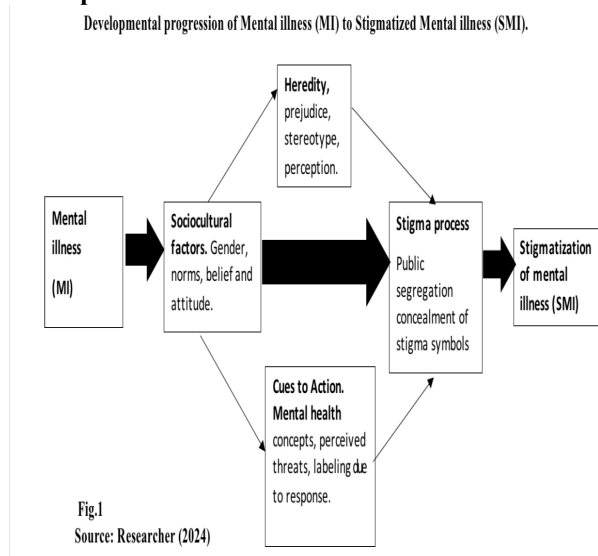 Developmental progression of Mental illness (MI) to Stigmatized Mental illness (SMI).
Heredity,
prejudice,
stereotype,
perception.
Mental
illness
(MI)
Sociocultural
factors. Gender,
norms, belief and
attitude.
Stigma process
Public
segregation
concealment of
stigma symbols
Stigmatization
of mental
illness (SMI)
Cues to Action.
Mental health
concepts, perceived
threats, labeling due
to response.
Fig.1
Source: Researcher (2024)